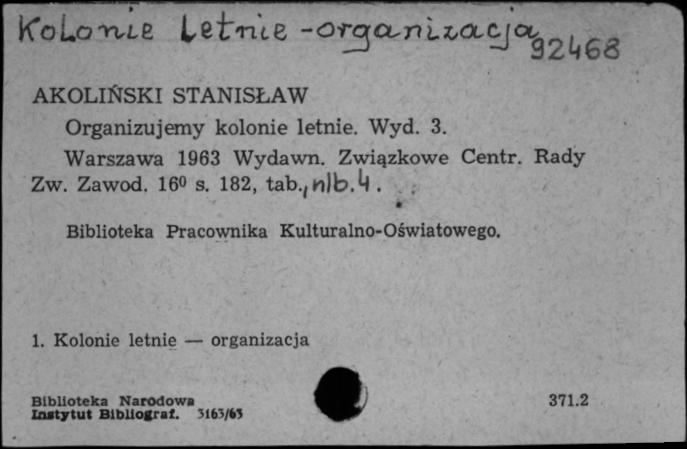 Kolonie Letnie - organizacja
92468
AKOLIŃSKI STANISŁAW
Organizujemy kolonie letnie. Wyd. 3.
Warszawa 1963 Wydawn. Związkowe Centr. Rady
Zw. Zawod. 16⁰ s. 182, tab., nlb. 4.
Biblioteka Pracownika Kulturalno-Oświatowego.
1. Kolonie letnie — organizacja
Biblioteka Narodowa
Instytut Bibliograf. 3163/63
371.2